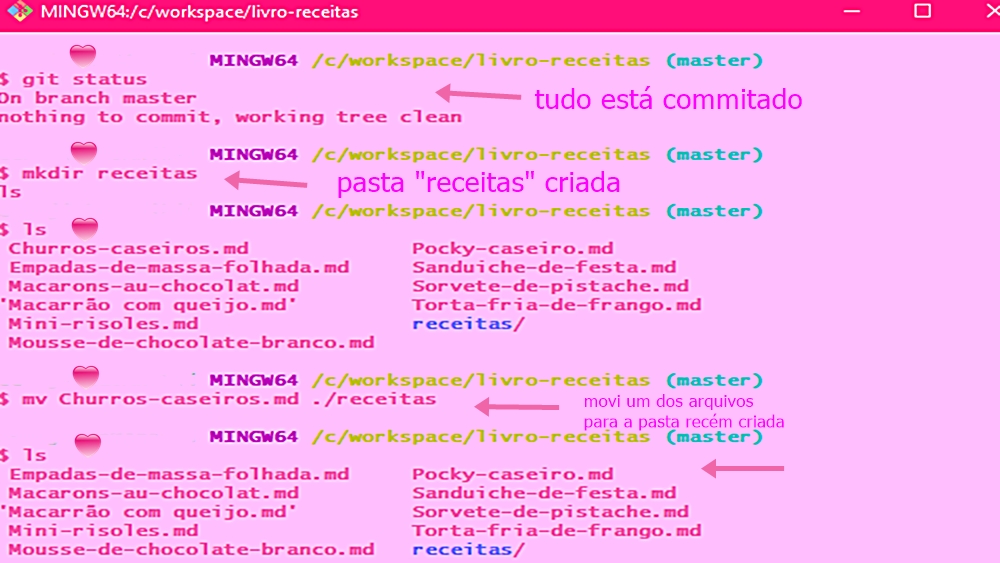 MINGW64:/c/workspace/livro-receitas
MINGW64 /c/workspace/livro-receitas (master)
$ git status
On branch master
nothing to commit, working tree clean
tudo está commitado
MINGW64 /c/workspace/livro-receitas (master)
$ mkdir receitas
ls
pasta "receitas" criada
MINGW64 /c/workspace/livro-receitas (master)
$ ls
Churros-caseiros.md Pocky-caseiro.md
Empadas-de-massa-folhada.md Sanduiche-de-festa.md
Macarons-au-chocolat.md Sorvete-de-pistache.md
'Macarrão com queijo.md' Torta-fria-de-frango.md
Mini-risoles.md receitas/
Mousse-de-chocolate-branco.md
MINGW64 /c/workspace/livro-receitas (master)
$ mv Churros-caseiros.md ./receitas
movi um dos arquivos
para a pasta recém criada
MINGW64 /c/workspace/livro-receitas (master)
$ ls
Empadas-de-massa-folhada.md Pocky-caseiro.md
Macarons-au-chocolat.md Sanduiche-de-festa.md
'Macarrão com queijo.md' Sorvete-de-pistache.md
Mini-risoles.md Torta-fria-de-frango.md
Mousse-de-chocolate-branco.md receitas/